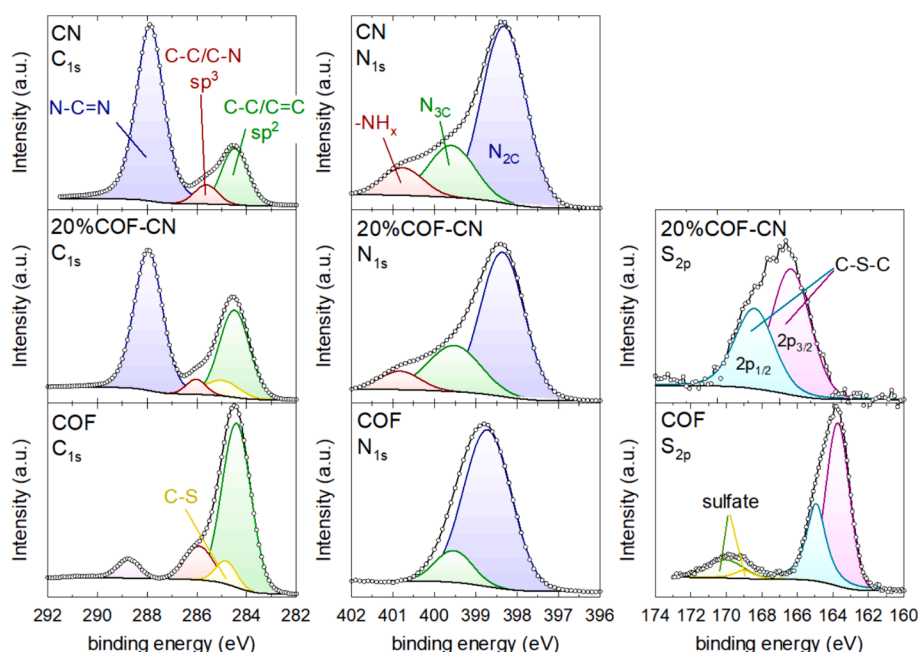 CN
C1s
C-C/C-N
sp3
N-C=N
C-C/C=C
sp2
Intensity (a.u.)
CN
N1s
-NHx
N3C
N2C
Intensity (a.u.)
20%COF-CN
C1s
Intensity (a.u.)
20%COF-CN
N1s
Intensity (a.u.)
20%COF-CN
S2p
C-S-C
2p3/2
2p1/2
Intensity (a.u.)
COF
C1s
C-S
Intensity (a.u.)
292 290 288 286 284 282
binding energy (eV)
COF
N1s
Intensity (a.u.)
402 401 400 399 398 397 396
binding energy (eV)
COF
S2p
sulfate
Intensity (a.u.)
174 172 170 168 166 164 162 160
binding energy (eV)